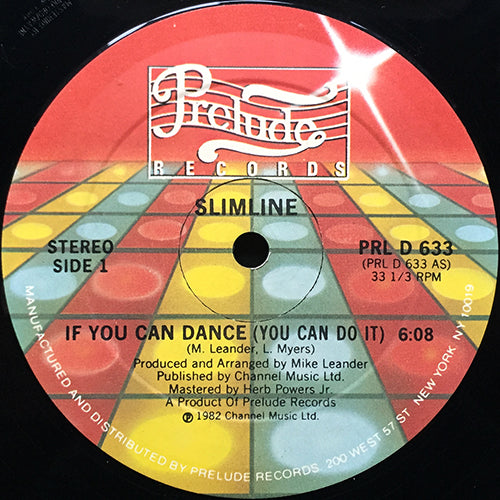 Prelude
RECORDS
SLIMLINE
STEREO
SIDE 1
PRL D 633
(PRL D 633 AS)
33 1/3 RPM
IF YOU CAN DANCE (YOU CAN DO IT) 6:08
(M. Leander, L. Myers)
Produced and Arranged by Mike Leander
Published by Channel Music Ltd.
Mastered by Herb Powers Jr.
A Product Of Prelude Records
℗ 1982 Channel Music Ltd.
MANUFACTURED AND DISTRIBUTED BY PRELUDE RECORDS, 200 WEST 57 ST NEW YORK, NY 10019